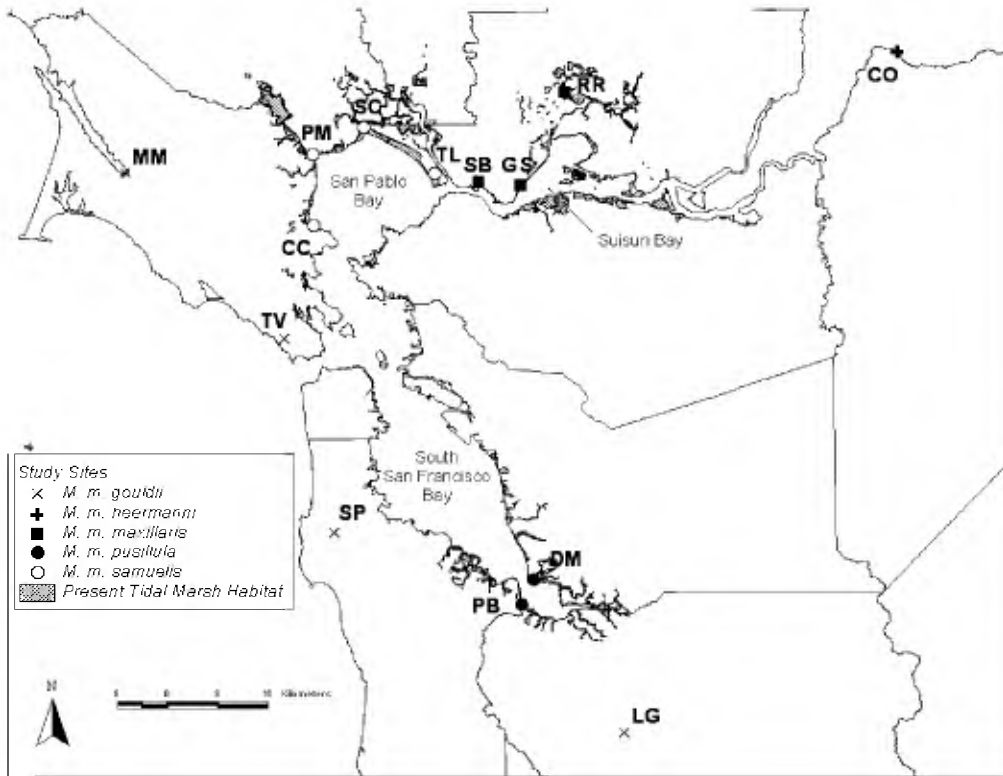 CO
RR
SC
PM
MM
TL
SB
GS
San Pablo
Bay
Suisun Bay
CC
TV
South
San Francisco
Bay
Study Sites
M. m. gouldii
M. m. heermanni
M. m. maxillaris
M. m. pusillula
M. m. samuelis
Present Tidal Marsh Habitat
SP
DM
PB
N
Kilometers
LG